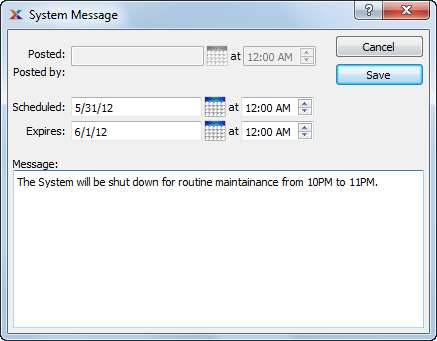 System Message
Posted: at 12:00 AM Cancel
Posted by:
Save
Scheduled: 5/31/12 at 12:00 AM
Expires: 6/1/12 at 12:00 AM
Message:
The System will be shut down for routine maintainance from 10PM to 11PM.